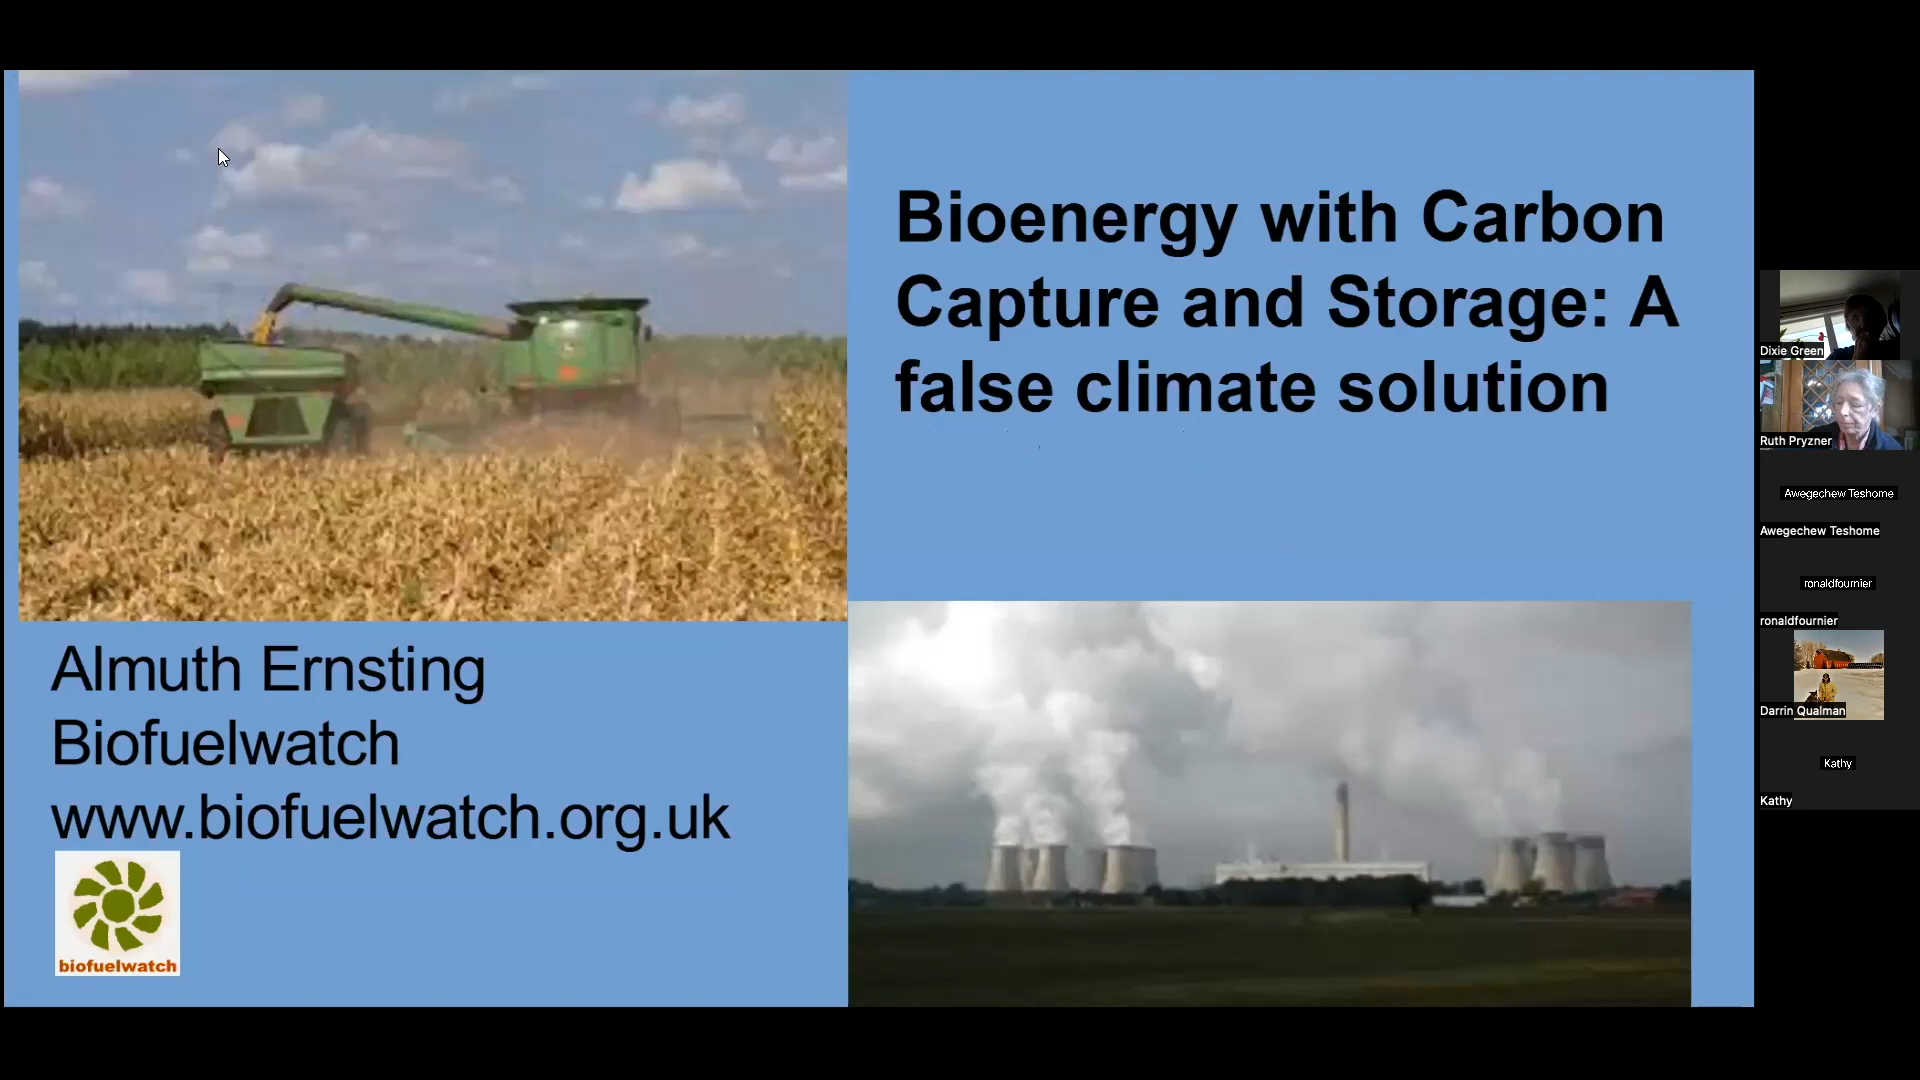 Bioenergy with Carbon
Capture and Storage: A
false climate solution
Almuth Ernsting
Biofuelwatch
www.biofuelwatch.org.uk
biofuelwatch
Dixie Green
Ruth Pryzner
Awegechew Teshome
Awegechew Teshome
ronaldfournier
ronaldfournier
Darrin Qualman
Kathy
Kathy